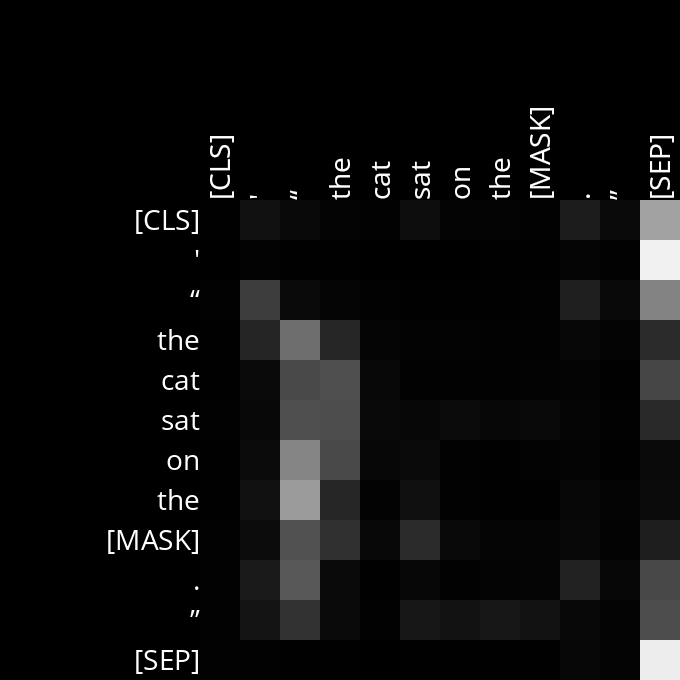 [CLS] ' “ the cat sat on the [MASK] . ” [SEP]
[CLS]
'
“
the
cat
sat
on
the
[MASK]
.
”
[SEP]